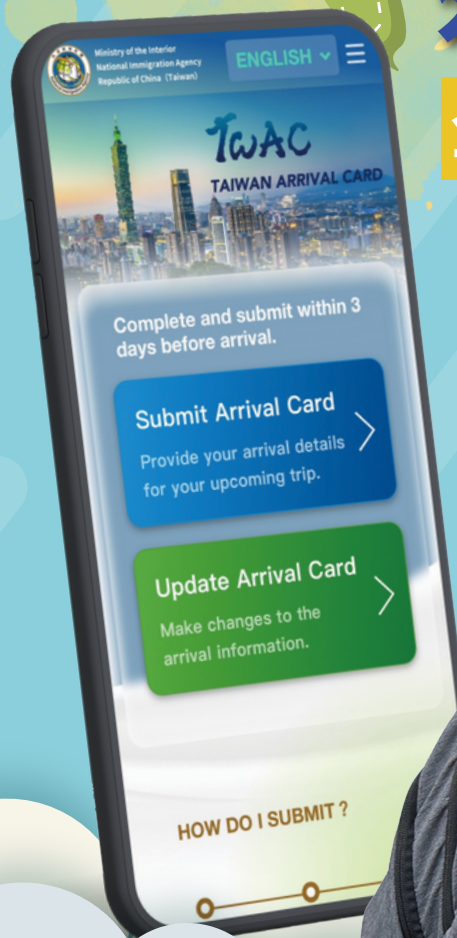 Ministry of the Interior
National Immigration Agency
Republic of China (Taiwan)
ENGLISH
TWAC
TAIWAN ARRIVAL CARD
Complete and submit within 3
days before arrival.
Submit Arrival Card
Provide your arrival details
for your upcoming trip.
Update Arrival Card
Make changes to the
arrival information.
HOW DO I SUBMIT ?